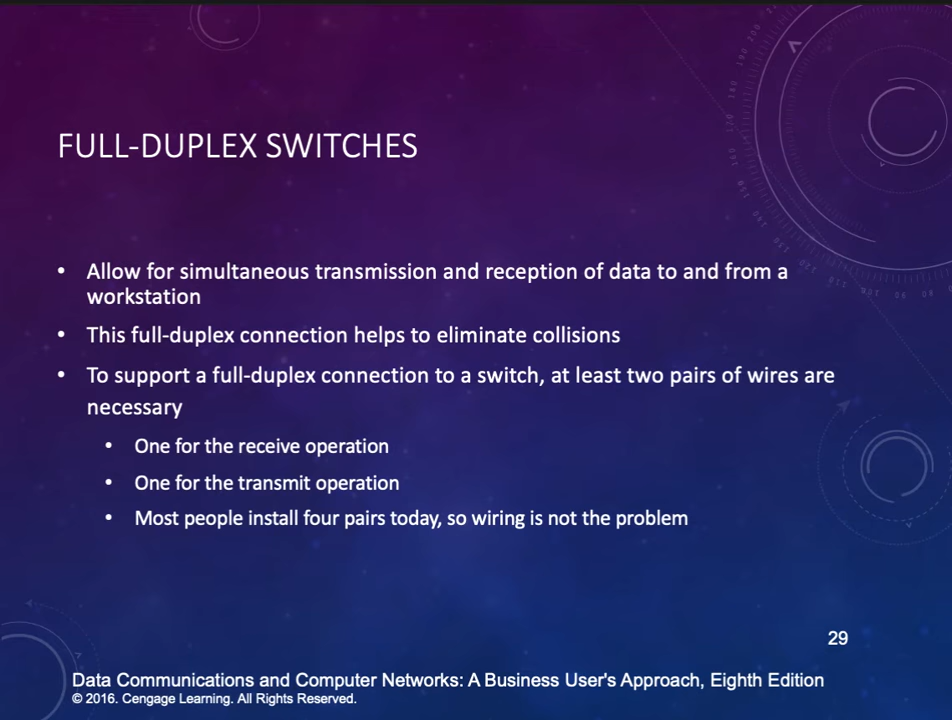 FULL-DUPLEX SWITCHES
• Allow for simultaneous transmission and reception of data to and from a
workstation
• This full-duplex connection helps to eliminate collisions
• To support a full-duplex connection to a switch, at least two pairs of wires are
necessary
• One for the receive operation
• One for the transmit operation
• Most people install four pairs today, so wiring is not the problem
29
Data Communications and Computer Networks: A Business User's Approach, Eighth Edition
© 2016. Cengage Learning. All Rights Reserved.